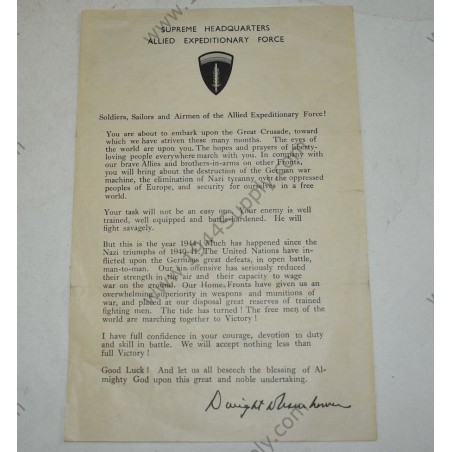 SUPREME HEADQUARTERS
ALLIED EXPEDITIONARY FORCE
Soldiers, Sailors and Airmen of the Allied Expeditionary Force!
You are about to embark upon the Great Crusade, toward
which we have striven these many months. The eyes of
the world are upon you. The hopes and prayers of liberty-
loving people everywhere march with you. In company with
our brave Allies and brothers-in-arms on other Fronts,
you will bring about the destruction of the German war
machine, the elimination of Nazi tyranny over the oppressed
peoples of Europe, and security for ourselves in a free
world.
Your task will not be an easy one. Your enemy is well
trained, well equipped and battle-hardened. He will
fight savagely.
But this is the year 1944! Much has happened since the
Nazi triumphs of 1940-41. The United Nations have in-
flicted upon the Germans great defeats, in open battle,
man-to-man. Our air offensive has seriously reduced
their strength in the air and their capacity to wage
war on the ground. Our Home Fronts have given us an
overwhelming superiority in weapons and munitions of
war, and placed at our disposal great reserves of trained
fighting men. The tide has turned! The free men of the
world are marching together to Victory!
I have full confidence in your courage, devotion to duty
and skill in battle. We will accept nothing less than
full Victory!
Good Luck! And let us all beseech the blessing of Al-
mighty God upon this great and noble undertaking.
Dwight D Eisenhower